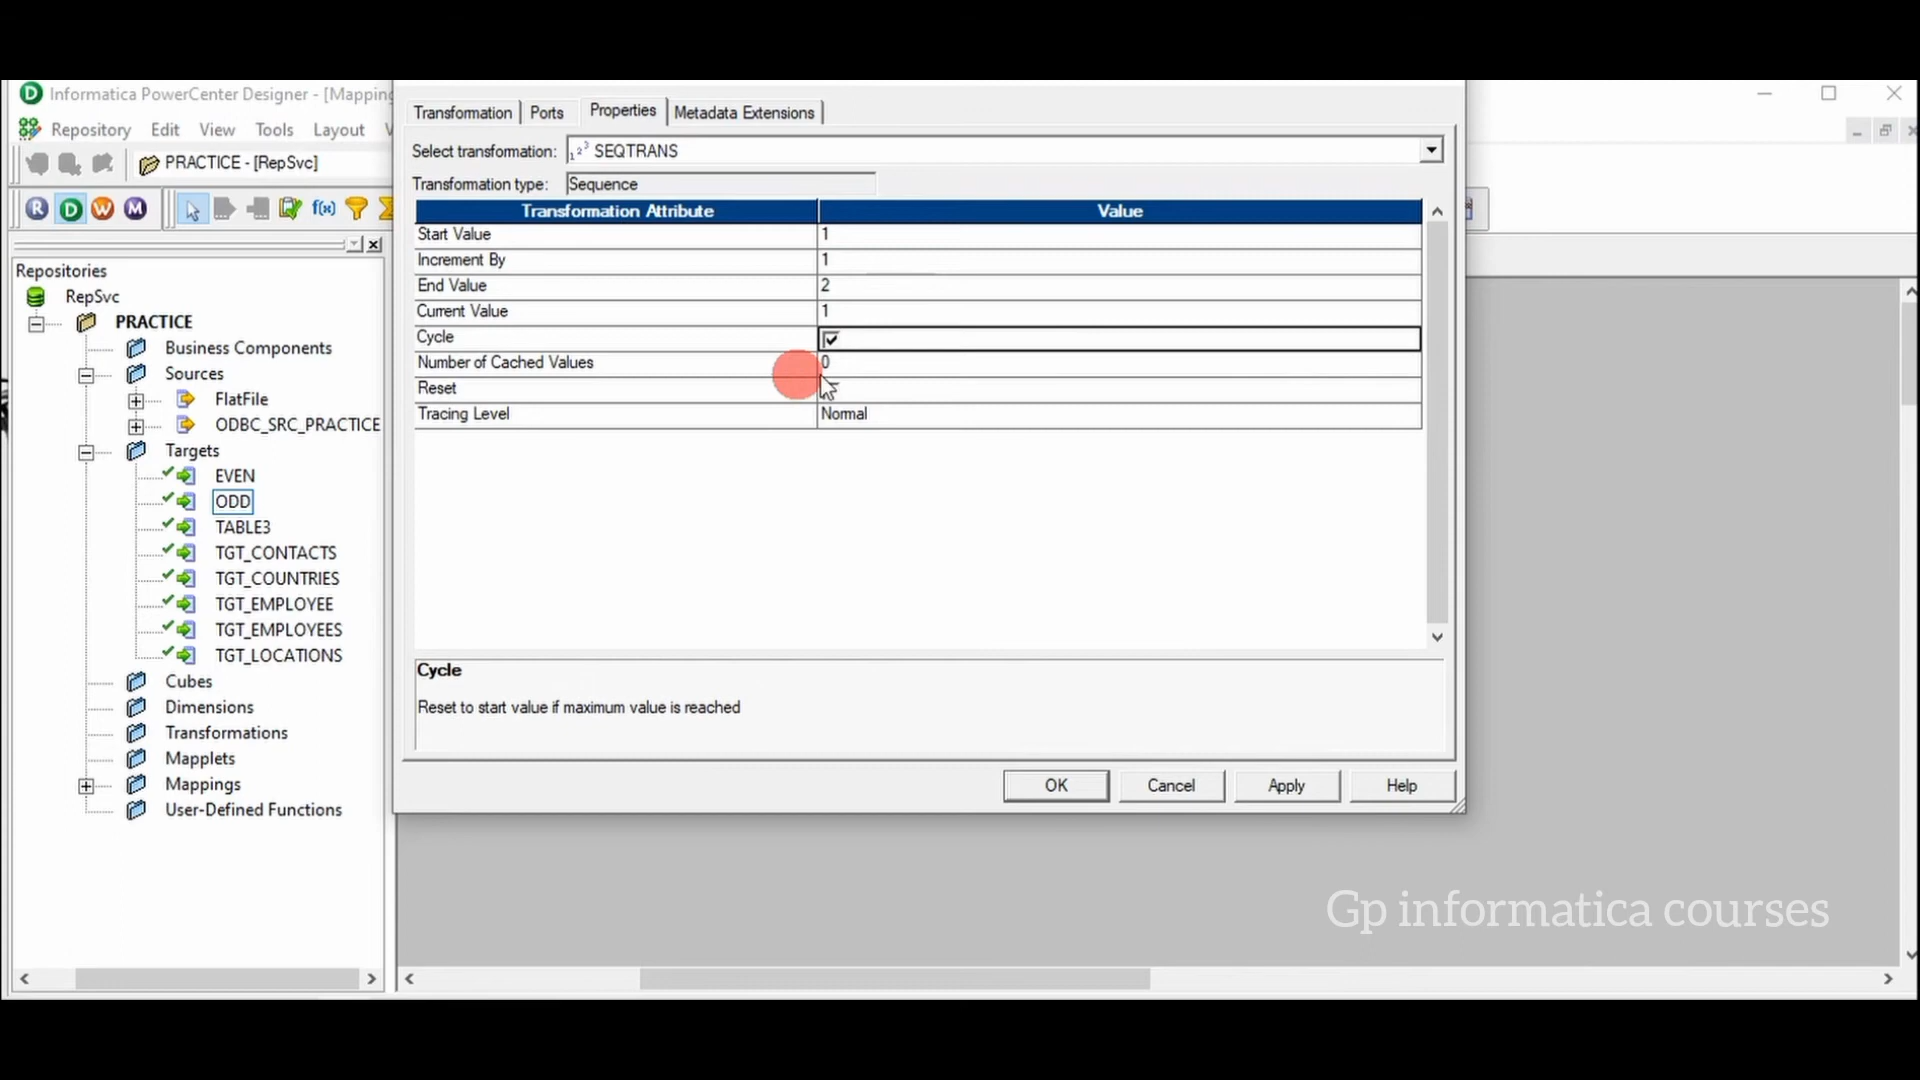 Informatica PowerCenter Designer - [Mapping
Repository Edit View Tools Layout
PRACTICE - [RepSvc]
R D W M f(x)
Repositories
RepSvc
PRACTICE
Business Components
Sources
FlatFile
ODBC_SRC_PRACTICE
Targets
EVEN
ODD
TABLE3
TGT_CONTACTS
TGT_COUNTRIES
TGT_EMPLOYEE
TGT_EMPLOYEES
TGT_LOCATIONS
Cubes
Dimensions
Transformations
Mapplets
Mappings
User-Defined Functions
Transformation Ports Properties Metadata Extensions
Select transformation: SEQTRANS
Transformation type: Sequence
Transformation Attribute Value
Start Value 1
Increment By 1
End Value 2
Current Value 1
Cycle
Number of Cached Values 0
Reset
Tracing Level Normal
Cycle
Reset to start value if maximum value is reached
OK Cancel Apply Help
Gp informatica courses